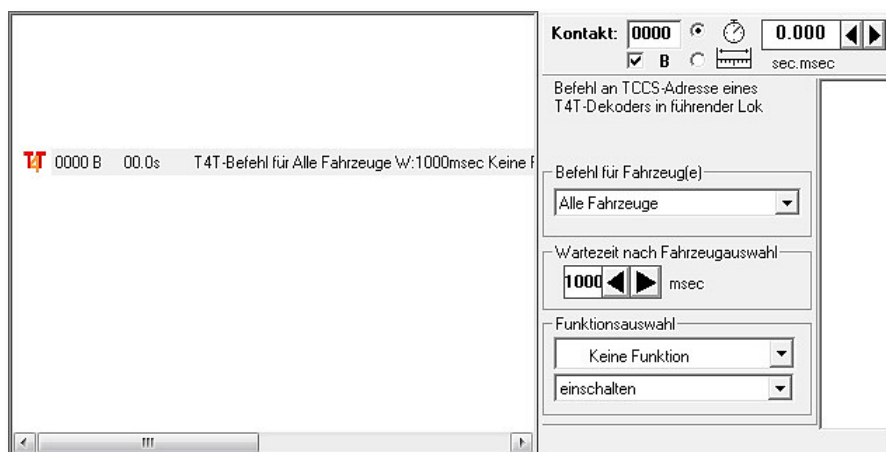 T4T 0000 B 00.0s T4T-Befehl für Alle Fahrzeuge W:1000msec Keine F
Kontakt: 0000 0.000
B sec.msec
Befehl an TCCS-Adresse eines
T4T-Dekoders in führender Lok
Befehl für Fahrzeug(e)
Alle Fahrzeuge
Wartezeit nach Fahrzeugauswahl
1000 msec
Funktionsauswahl
Keine Funktion
einschalten